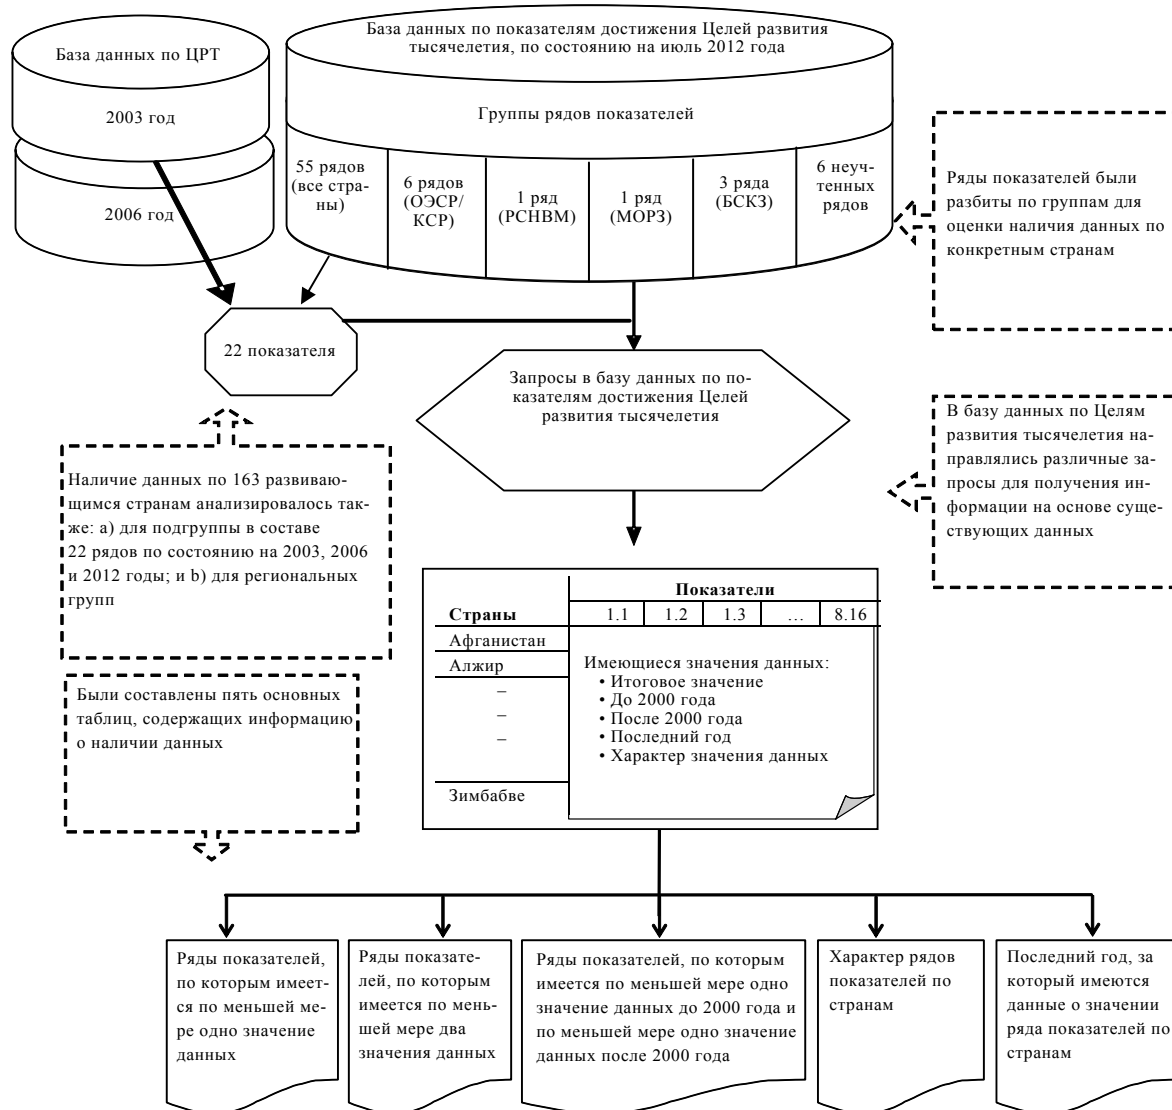 База данных по ЦРТ
2003 год
2006 год
База данных по показателям достижения Целей развития
тысячелетия, по состоянию на июль 2012 года
Группы рядов показателей
55 рядов
(все стра-
ны)
6 рядов
(ОЭСР/
КСР)
1 ряд
(РСНВМ)
1 ряд
(МОРЗ)
3 ряда
(БСКЗ)
6 неуч-
тенных
рядов
Ряды показателей были
разбиты по группам для
оценки наличия данных по
конкретным странам
22 показателя
Запросы в базу данных по по-
казателям достижения Целей
развития тысячелетия
В базу данных по Целям
развития тысячелетия на-
правлялись различные за-
просы для получения ин-
формации на основе суще-
ствующих данных
Наличие данных по 163 развиваю-
щимся странам анализировалось так-
же: a) для подгруппы в составе
22 рядов по состоянию на 2003, 2006
и 2012 годы; и b) для региональных
групп
Были составлены пять основных
таблиц, содержащих информацию
о наличии данных
Показатели
Страны 1.1 1.2 1.3 … 8.16
Афганистан
Алжир
–
–
–
Зимбабве
Имеющиеся значения данных:
• Итоговое значение
• До 2000 года
• После 2000 года
• Последний год
• Характер значения данных
Ряды показателей,
по которым имеет-
ся по меньшей ме-
ре одно значение
данных
Ряды показате-
лей, по которым
имеется по мень-
шей мере два
значения данных
Ряды показателей, по которым
имеется по меньшей мере одно
значение данных до 2000 года и
по меньшей мере одно значение
данных после 2000 года
Характер рядов
показателей по
странам
Последний год, за
который имеются
данные о значении
ряда показателей по
странам